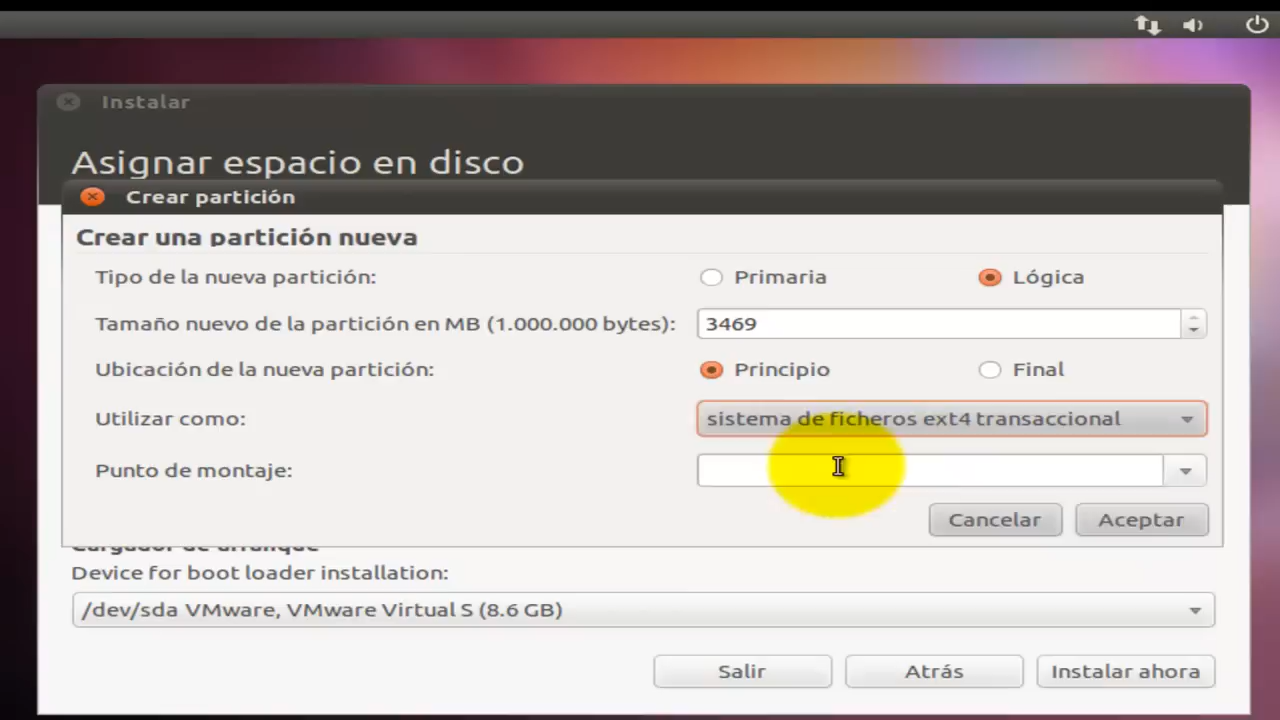 Instalar
Asignar espacio en disco
Crear partición
Crear una partición nueva
Tipo de la nueva partición: Primaria Lógica
Tamaño nuevo de la partición en MB (1.000.000 bytes): 3469
Ubicación de la nueva partición: Principio Final
Utilizar como: sistema de ficheros ext4 transaccional
Punto de montaje:
Cancelar Aceptar
Cargador de arranque
Device for boot loader installation:
/dev/sda VMware, VMware Virtual S (8.6 GB)
Salir Atrás Instalar ahora